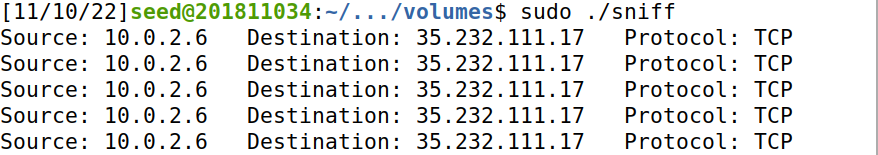 [11/10/22]seed@201811034:~/.../volumes$ sudo ./sniff
Source: 10.0.2.6   Destination: 35.232.111.17   Protocol: TCP
Source: 10.0.2.6   Destination: 35.232.111.17   Protocol: TCP
Source: 10.0.2.6   Destination: 35.232.111.17   Protocol: TCP
Source: 10.0.2.6   Destination: 35.232.111.17   Protocol: TCP
Source: 10.0.2.6   Destination: 35.232.111.17   Protocol: TCP